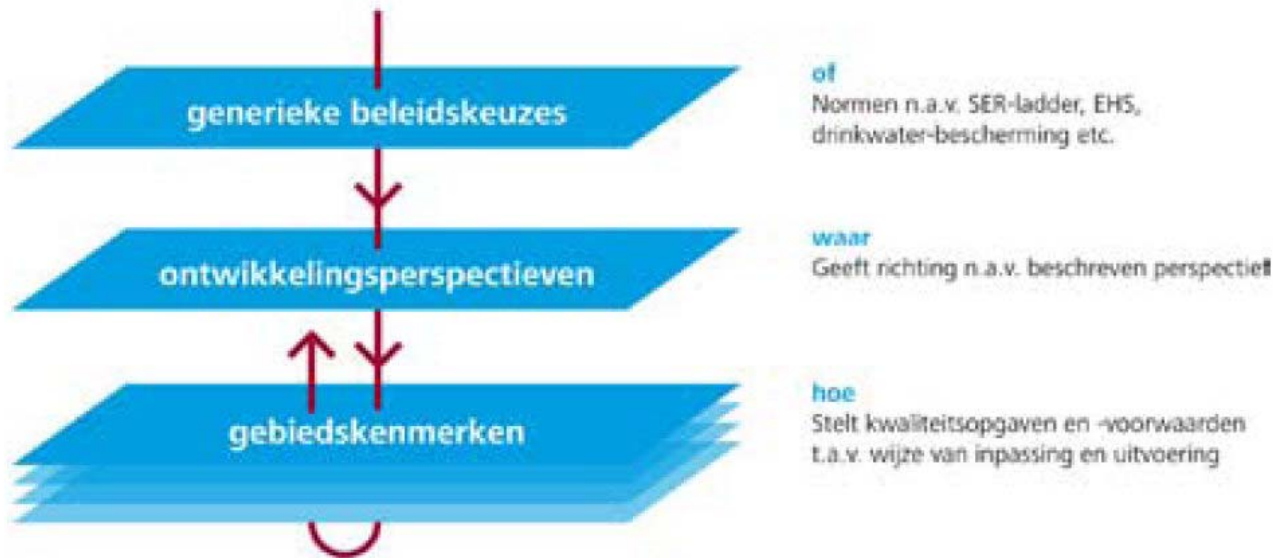 generieke beleidskeuzes
of
Normen n.a.v. SER-ladder, EHS,
drinkwater-bescherming etc.
ontwikkelingsperspectieven
waar
Geeft richting n.a.v. beschreven perspectief
gebiedskenmerken
hoe
Stelt kwaliteitsopgaven en -voorwaarden
t.a.v. wijze van inpassing en uitvoering